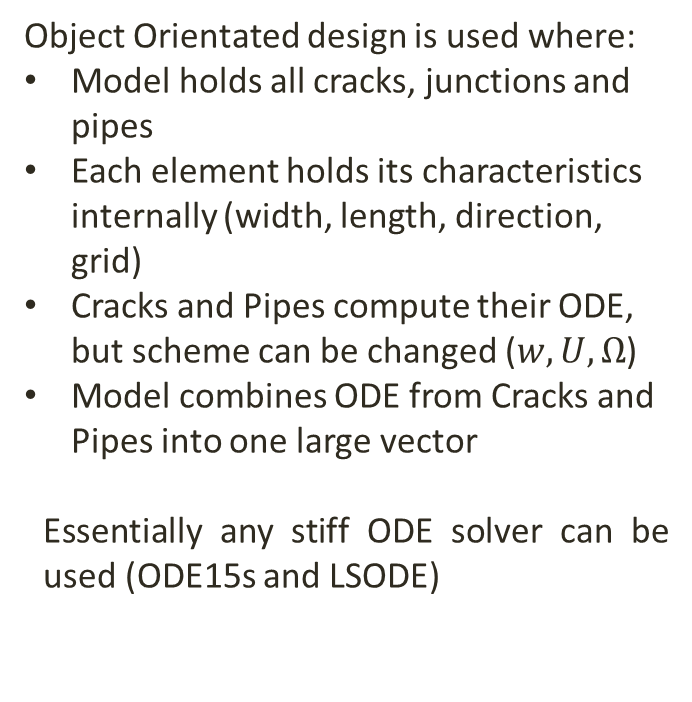 Object Orientated design is used where:
• Model holds all cracks, junctions and
pipes
• Each element holds its characteristics
internally (width, length, direction,
grid)
• Cracks and Pipes compute their ODE,
but scheme can be changed (𝑤, 𝑈, Ω)
• Model combines ODE from Cracks and
Pipes into one large vector
Essentially any stiff ODE solver can be
used (ODE15s and LSODE)